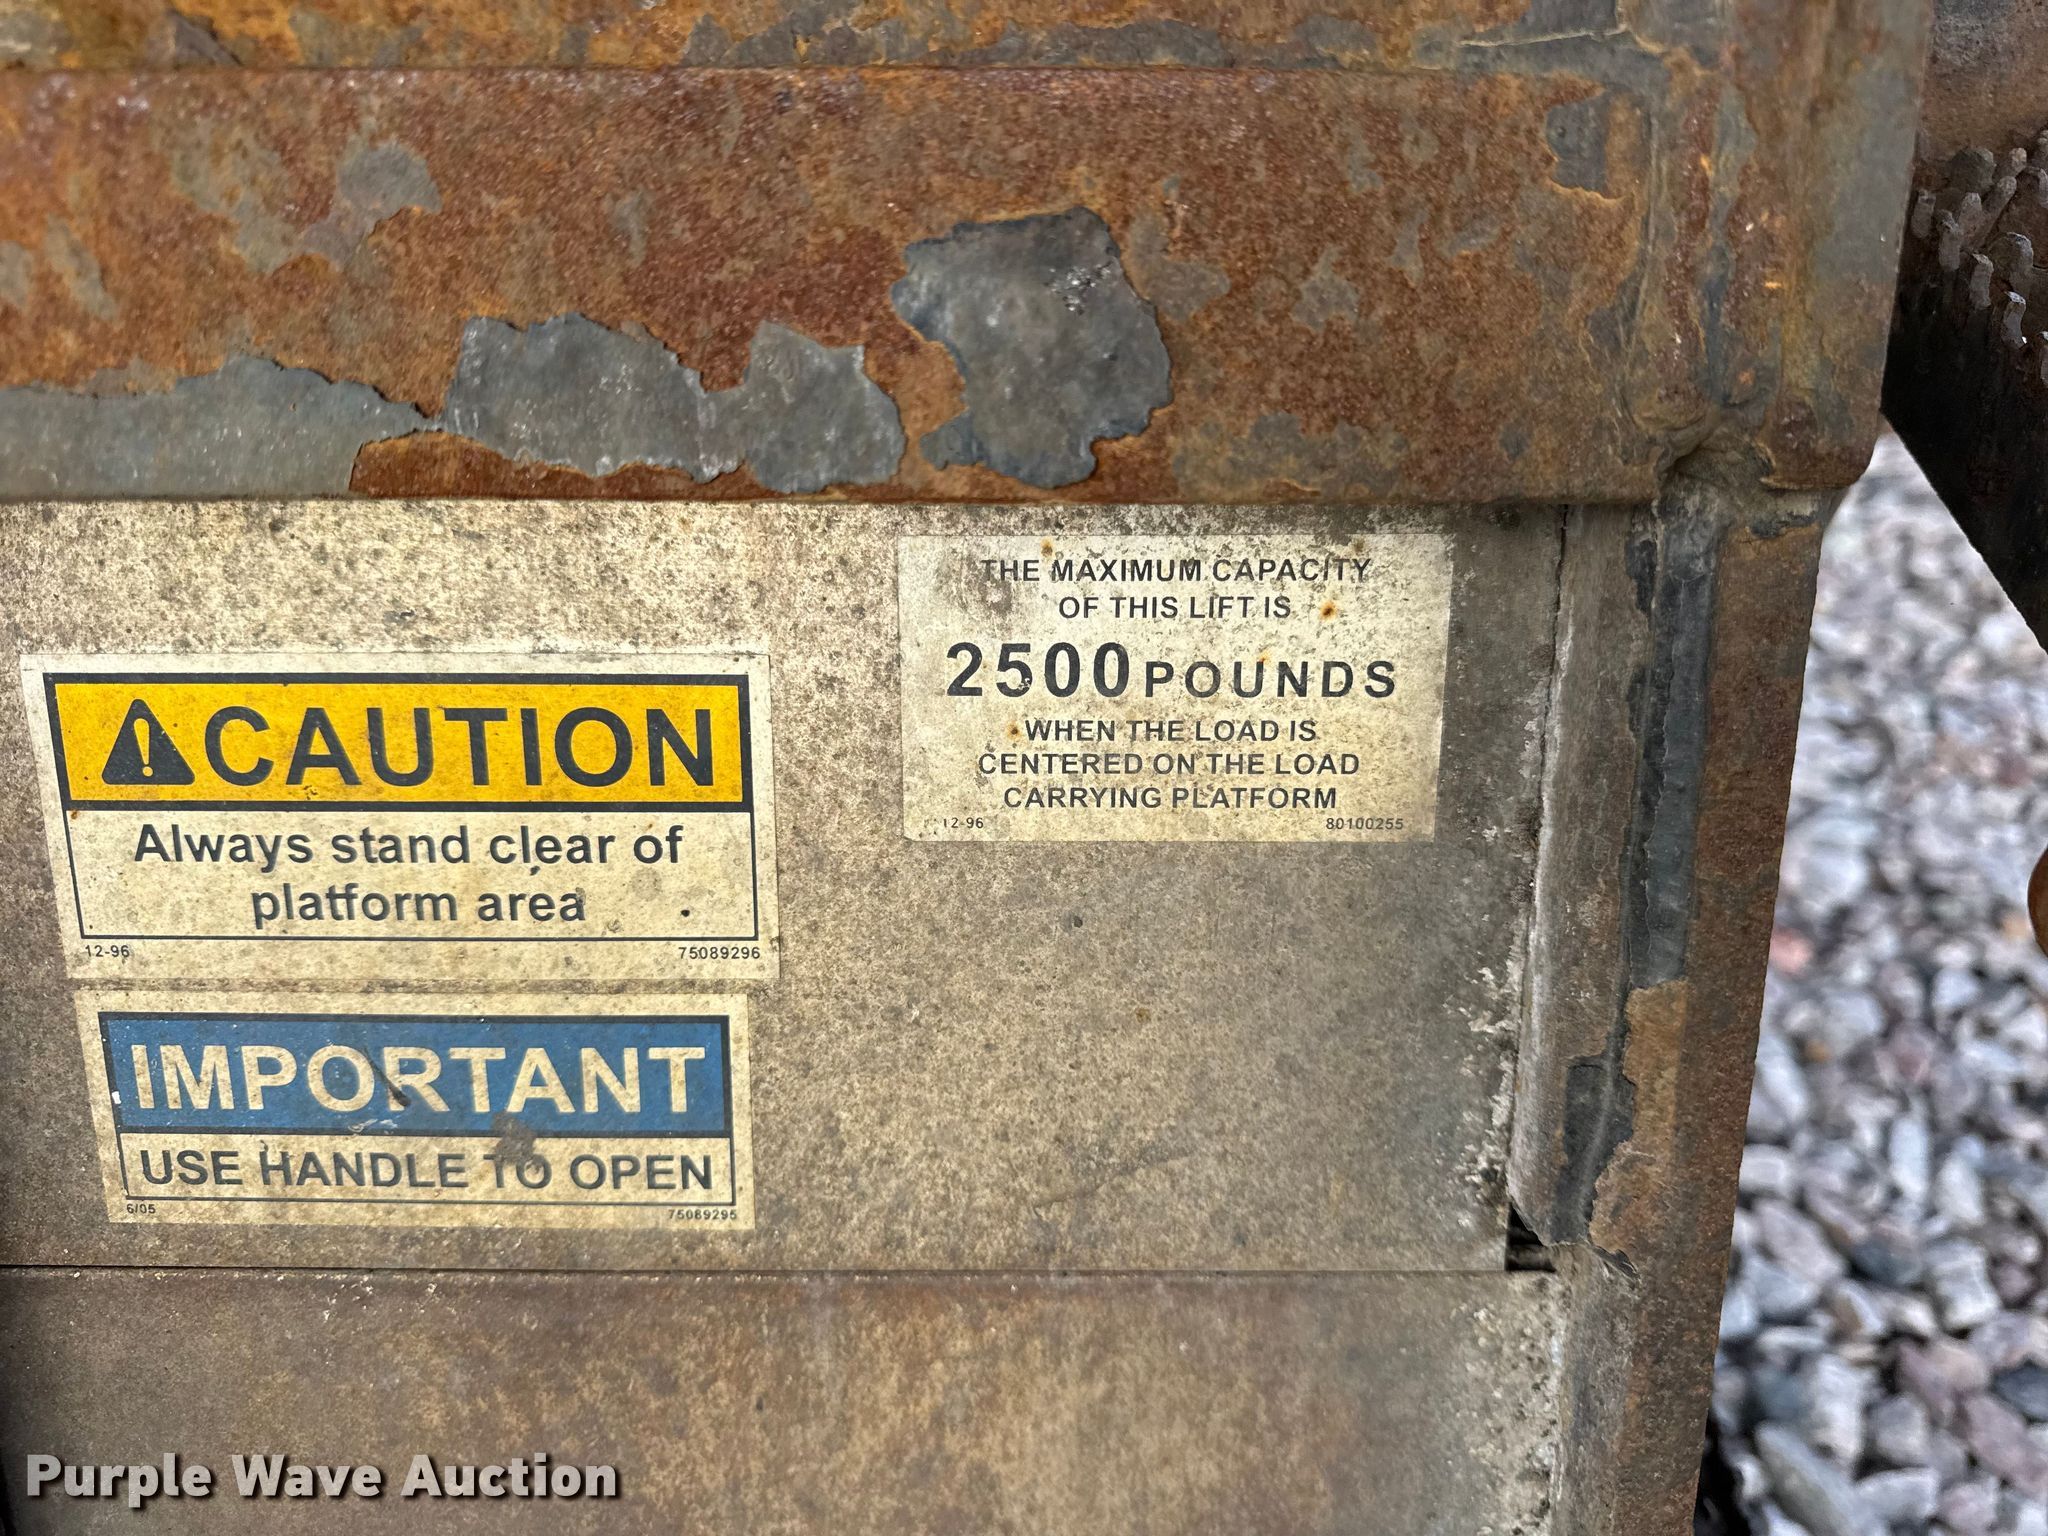 THE MAXIMUM CAPACITY
OF THIS LIFT IS
2500 POUNDS
WHEN THE LOAD IS
CENTERED ON THE LOAD
CARRYING PLATFORM
12-96 80100255
CAUTION
Always stand clear of
platform area
12-96 75089296
IMPORTANT
USE HANDLE TO OPEN
6/05 75089295
Purple Wave Auction